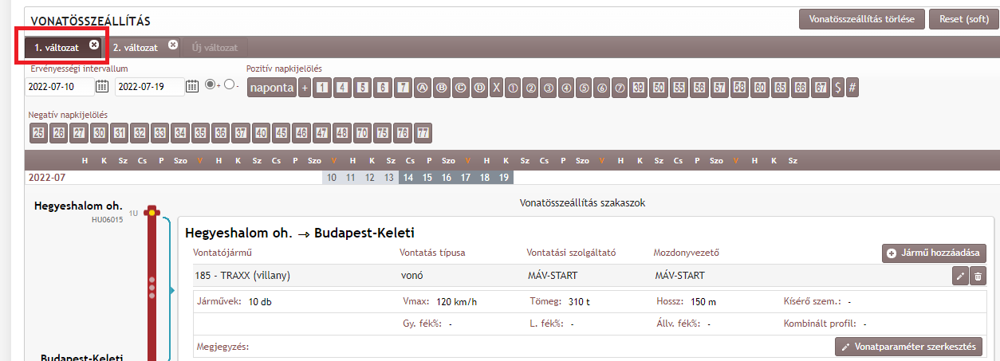 VONATÖSSZEÁLLÍTÁS
Vonatösszeállítás törlése
Reset (soft)
1. változat
2. változat
Új változat
Érvényességi intervallum
Pozitív napkijelölés
2022-07-10 2022-07-19 + -
naponta + 1 4 5 6 7 Ⓐ Ⓑ Ⓒ Ⓓ X ① ② ③ ④ ⑤ ⑥ ⑦ 39 50 55 56 57 58 60 65 66 67 $ #
Negatív napkijelölés
25 26 27 30 31 32 33 34 35 36 37 40 45 46 47 48 70 75 76 77
H K Sz Cs P Szo V H K Sz Cs P Szo V H K Sz Cs P Szo V H K Sz Cs P Szo V H K Sz Cs P Szo V H K Sz
2022-07 10 11 12 13 14 15 16 17 18 19
Hegyeshalom oh. 1U
HU06015
Vonatösszeállítás szakaszok
Hegyeshalom oh. → Budapest-Keleti
Vontatójármű Vontatás típusa Vontatási szolgáltató Mozdonyvezető Jármű hozzáadása
185 - TRAXX (villany) vonó MÁV-START MÁV-START
Járművek: 10 db Vmax: 120 km/h Tömeg: 310 t Hossz: 150 m Kísérő szem.: -
Gy. fék%: - L. fék%: - Állv. fék%: - Kombinált profil: -
Megjegyzés: Vonatparaméter szerkesztés
Budapest-Keleti